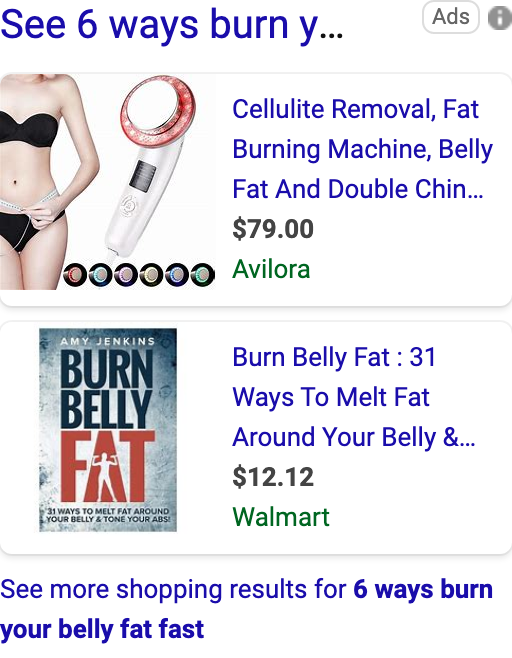 See 6 ways burn y...
Ads
Cellulite Removal, Fat
Burning Machine, Belly
Fat And Double Chin...
$79.00
Avilora
AMY JENKINS
BURN
BELLY
FAT
31 WAYS TO MELT FAT AROUND
YOUR BELLY & TONE YOUR ABS!
Burn Belly Fat : 31
Ways To Melt Fat
Around Your Belly &...
$12.12
Walmart
See more shopping results for 6 ways burn
your belly fat fast